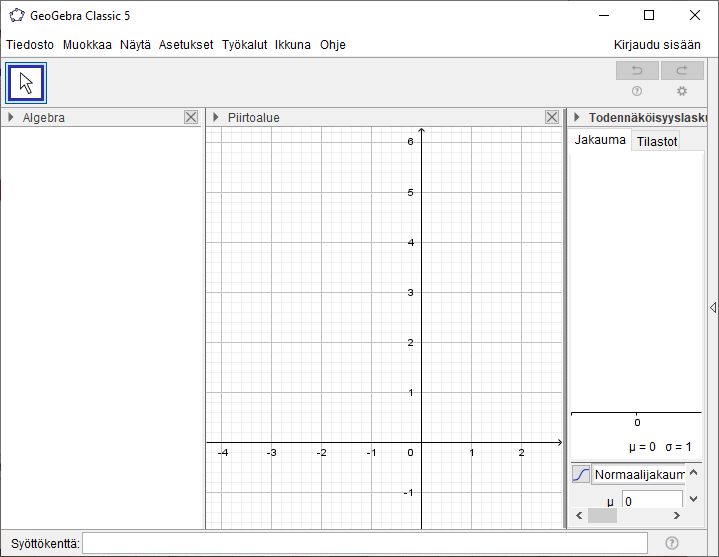 GeoGebra Classic 5
Tiedosto Muokkaa Näytä Asetukset Työkalut Ikkuna Ohje Kirjaudu sisään
Algebra
Piirtoalue
Todennäköisyyslasku
Jakauma Tilastot
6
5
4
3
2
1
-4 -3 -2 -1 0 1 2
-1
0
μ = 0 σ = 1
Normaalijakaum
μ 0
Syöttökenttä: